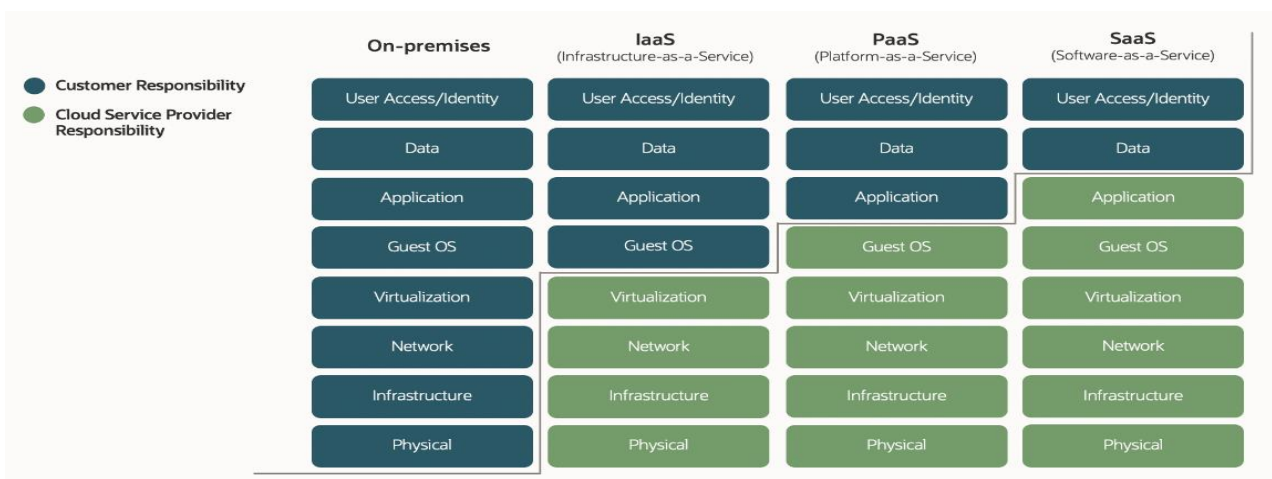 On-premises
IaaS
(Infrastructure-as-a-Service)
PaaS
(Platform-as-a-Service)
SaaS
(Software-as-a-Service)
Customer Responsibility
Cloud Service Provider
Responsibility
User Access/Identity
User Access/Identity
User Access/Identity
User Access/Identity
Data
Data
Data
Data
Application
Application
Application
Application
Guest OS
Guest OS
Guest OS
Guest OS
Virtualization
Virtualization
Virtualization
Virtualization
Network
Network
Network
Network
Infrastructure
Infrastructure
Infrastructure
Infrastructure
Physical
Physical
Physical
Physical